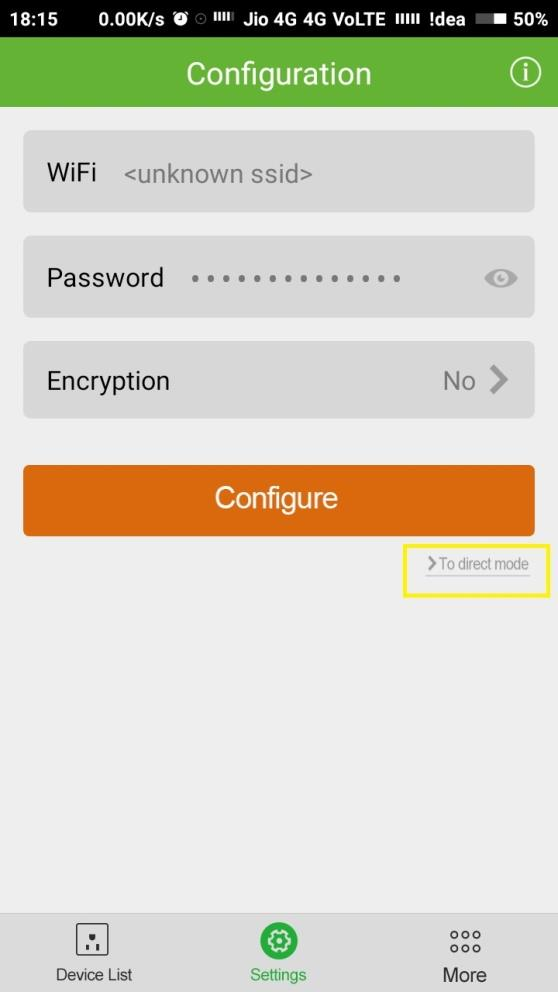 18:15 0.00K/s Jio 4G 4G VoLTE !dea 50%
Configuration
WiFi <unknown ssid>
Password ••••••••••••••
Encryption No
Configure
To direct mode
Device List Settings More